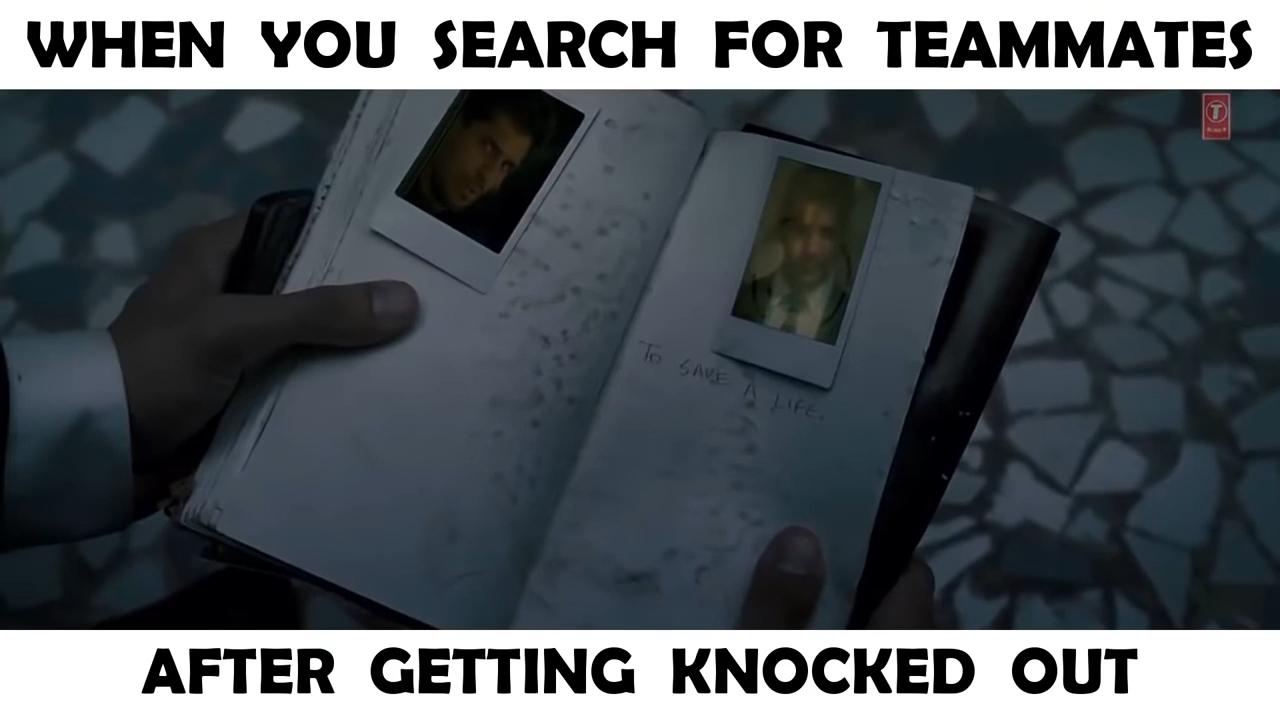 WHEN YOU SEARCH FOR TEAMMATES
TO SAVE A LIFE.
AFTER GETTING KNOCKED OUT